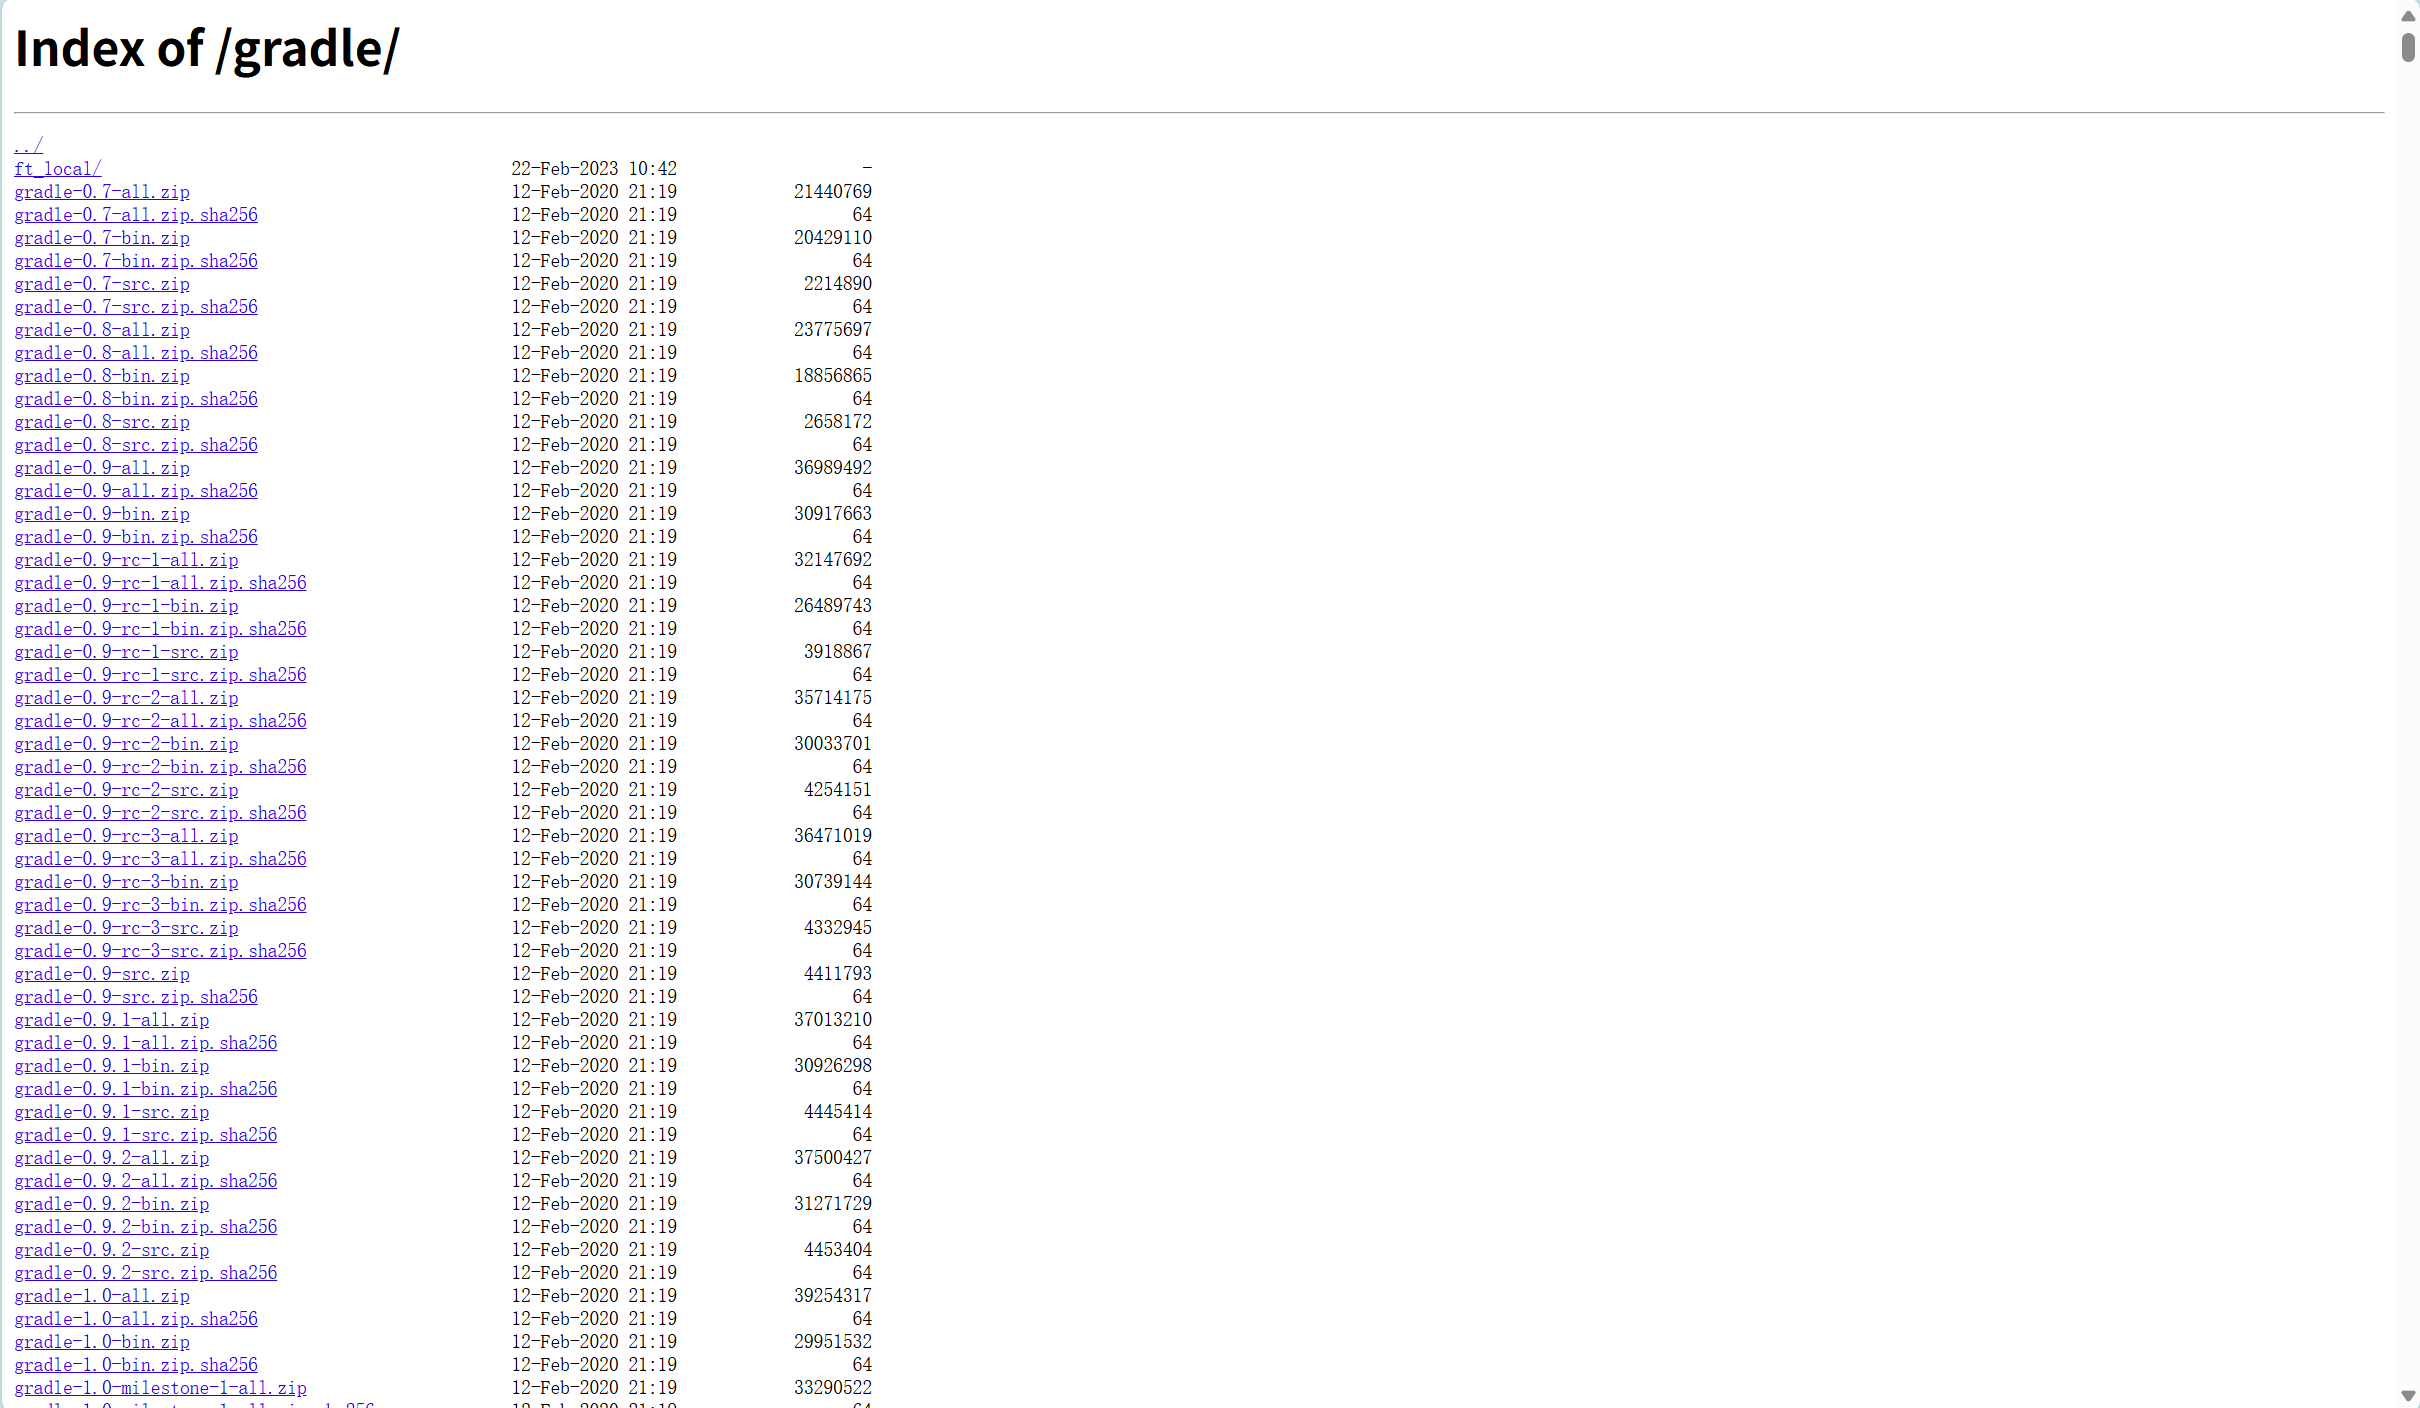 Index of /gradle/
../
ft_local/ 22-Feb-2023 10:42 -
gradle-0.7-all.zip 12-Feb-2020 21:19 21440769
gradle-0.7-all.zip.sha256 12-Feb-2020 21:19 64
gradle-0.7-bin.zip 12-Feb-2020 21:19 20429110
gradle-0.7-bin.zip.sha256 12-Feb-2020 21:19 64
gradle-0.7-src.zip 12-Feb-2020 21:19 2214890
gradle-0.7-src.zip.sha256 12-Feb-2020 21:19 64
gradle-0.8-all.zip 12-Feb-2020 21:19 23775697
gradle-0.8-all.zip.sha256 12-Feb-2020 21:19 64
gradle-0.8-bin.zip 12-Feb-2020 21:19 18856865
gradle-0.8-bin.zip.sha256 12-Feb-2020 21:19 64
gradle-0.8-src.zip 12-Feb-2020 21:19 2658172
gradle-0.8-src.zip.sha256 12-Feb-2020 21:19 64
gradle-0.9-all.zip 12-Feb-2020 21:19 36989492
gradle-0.9-all.zip.sha256 12-Feb-2020 21:19 64
gradle-0.9-bin.zip 12-Feb-2020 21:19 30917663
gradle-0.9-bin.zip.sha256 12-Feb-2020 21:19 64
gradle-0.9-rc-1-all.zip 12-Feb-2020 21:19 32147692
gradle-0.9-rc-1-all.zip.sha256 12-Feb-2020 21:19 64
gradle-0.9-rc-1-bin.zip 12-Feb-2020 21:19 26489743
gradle-0.9-rc-1-bin.zip.sha256 12-Feb-2020 21:19 64
gradle-0.9-rc-1-src.zip 12-Feb-2020 21:19 3918867
gradle-0.9-rc-1-src.zip.sha256 12-Feb-2020 21:19 64
gradle-0.9-rc-2-all.zip 12-Feb-2020 21:19 35714175
gradle-0.9-rc-2-all.zip.sha256 12-Feb-2020 21:19 64
gradle-0.9-rc-2-bin.zip 12-Feb-2020 21:19 30033701
gradle-0.9-rc-2-bin.zip.sha256 12-Feb-2020 21:19 64
gradle-0.9-rc-2-src.zip 12-Feb-2020 21:19 4254151
gradle-0.9-rc-2-src.zip.sha256 12-Feb-2020 21:19 64
gradle-0.9-rc-3-all.zip 12-Feb-2020 21:19 36471019
gradle-0.9-rc-3-all.zip.sha256 12-Feb-2020 21:19 64
gradle-0.9-rc-3-bin.zip 12-Feb-2020 21:19 30739144
gradle-0.9-rc-3-bin.zip.sha256 12-Feb-2020 21:19 64
gradle-0.9-rc-3-src.zip 12-Feb-2020 21:19 4332945
gradle-0.9-rc-3-src.zip.sha256 12-Feb-2020 21:19 64
gradle-0.9-src.zip 12-Feb-2020 21:19 4411793
gradle-0.9-src.zip.sha256 12-Feb-2020 21:19 64
gradle-0.9.1-all.zip 12-Feb-2020 21:19 37013210
gradle-0.9.1-all.zip.sha256 12-Feb-2020 21:19 64
gradle-0.9.1-bin.zip 12-Feb-2020 21:19 30926298
gradle-0.9.1-bin.zip.sha256 12-Feb-2020 21:19 64
gradle-0.9.1-src.zip 12-Feb-2020 21:19 4445414
gradle-0.9.1-src.zip.sha256 12-Feb-2020 21:19 64
gradle-0.9.2-all.zip 12-Feb-2020 21:19 37500427
gradle-0.9.2-all.zip.sha256 12-Feb-2020 21:19 64
gradle-0.9.2-bin.zip 12-Feb-2020 21:19 31271729
gradle-0.9.2-bin.zip.sha256 12-Feb-2020 21:19 64
gradle-0.9.2-src.zip 12-Feb-2020 21:19 4453404
gradle-0.9.2-src.zip.sha256 12-Feb-2020 21:19 64
gradle-1.0-all.zip 12-Feb-2020 21:19 39254317
gradle-1.0-all.zip.sha256 12-Feb-2020 21:19 64
gradle-1.0-bin.zip 12-Feb-2020 21:19 29951532
gradle-1.0-bin.zip.sha256 12-Feb-2020 21:19 64
gradle-1.0-milestone-1-all.zip 12-Feb-2020 21:19 33290522